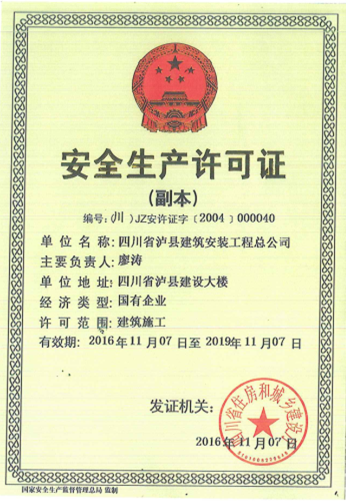 安全生产许可证
(副本)
编号:(川)JZ安许证字〔2004〕000040
单位名称:四川省泸县建筑安装工程总公司
主要负责人:廖涛
单位地址:四川省泸县建设大楼
经济类型:国有企业
许可范围:建筑施工
有效期:2016年11月07日至2019年11月07日
发证机关:
四川省住房和城乡建设
2016年11月07日
国家安全生产监督管理总局 监制